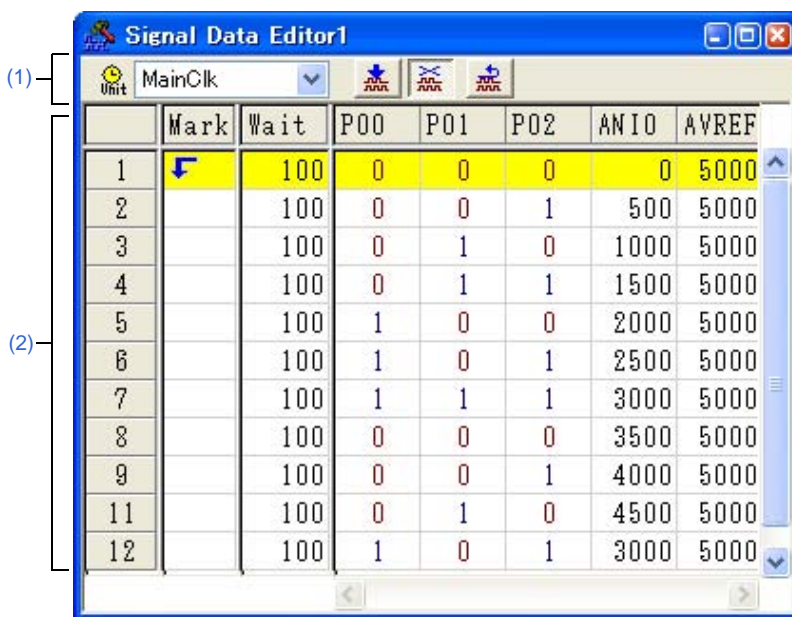 Signal Data Editor1
(1)
Unit MainClk
(2)
Mark Wait P00 P01 P02 ANI0 AVREF
1 100 0 0 0 0 5000
2 100 0 0 1 500 5000
3 100 0 1 0 1000 5000
4 100 0 1 1 1500 5000
5 100 1 0 0 2000 5000
6 100 1 0 1 2500 5000
7 100 1 1 1 3000 5000
8 100 0 0 0 3500 5000
9 100 0 0 1 4000 5000
11 100 0 1 0 4500 5000
12 100 1 0 1 3000 5000